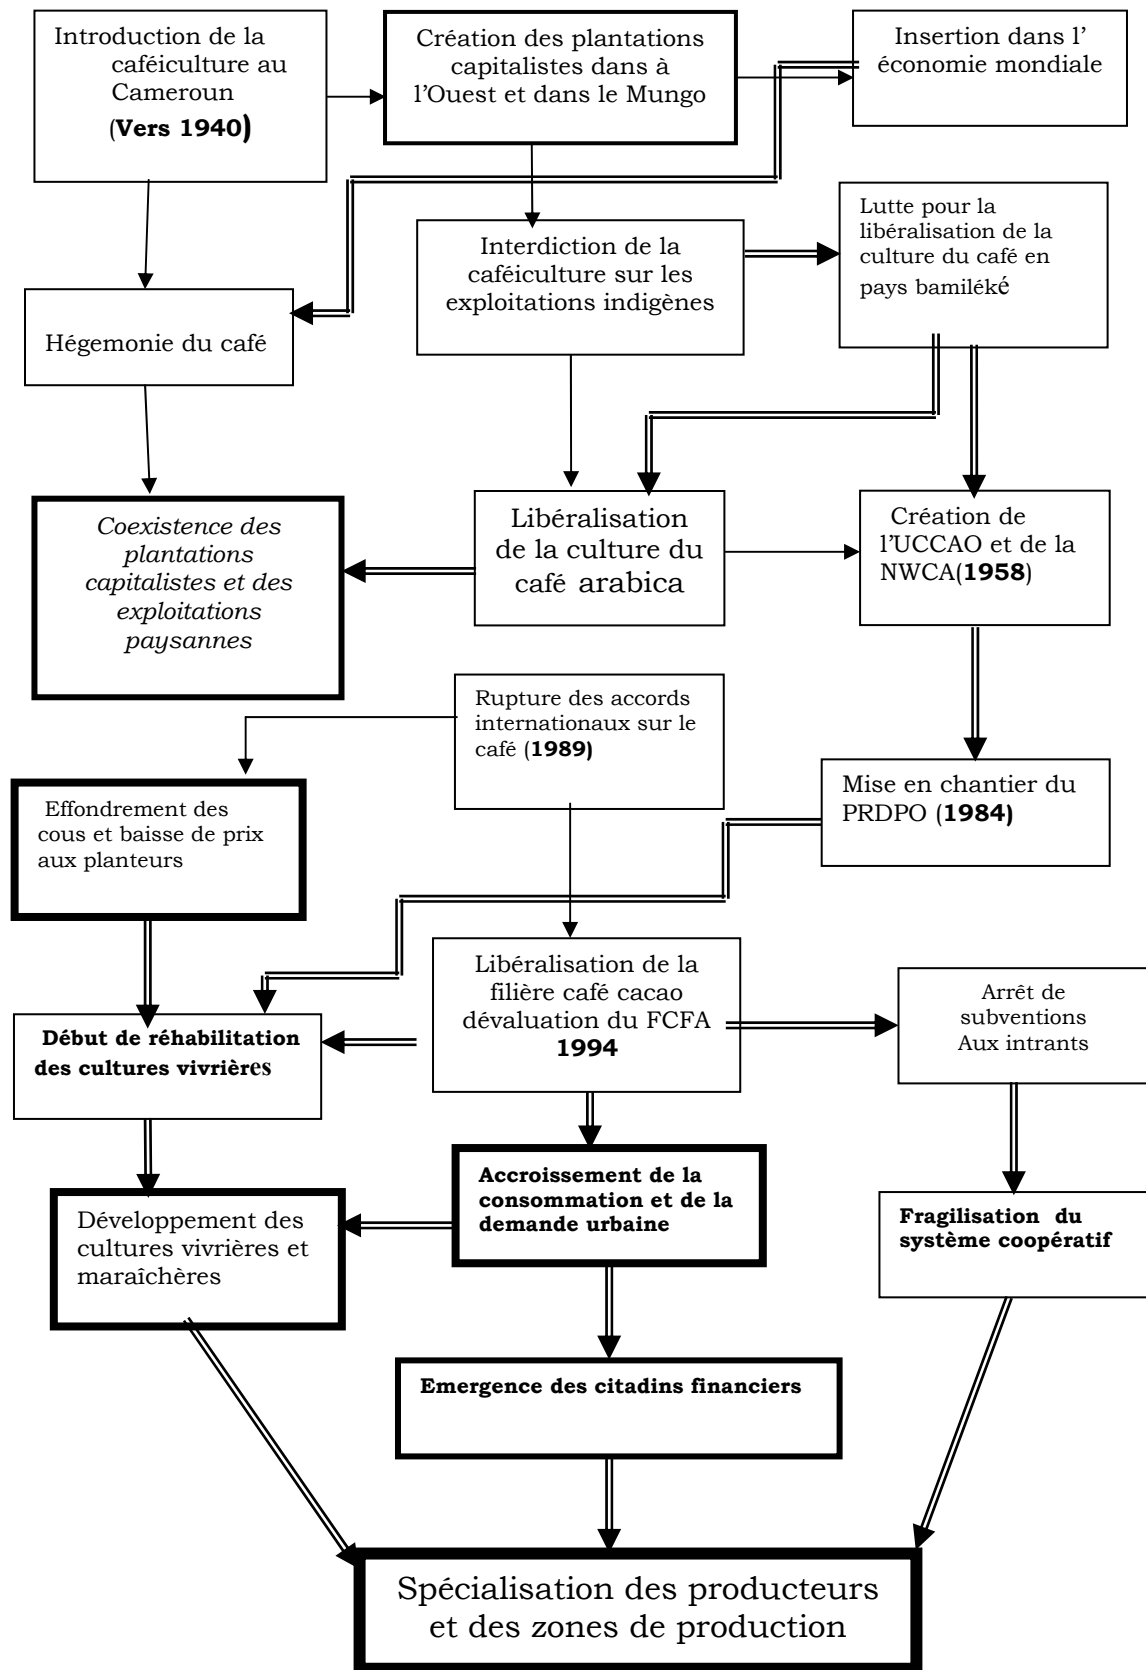 Introduction de la
caféiculture au
Cameroun
(Vers 1940)
Création des plantations
capitalistes dans à
l'Ouest et dans le Mungo
Insertion dans l'
économie mondiale
Interdiction de la
caféiculture sur les
exploitations indigènes
Lutte pour la
libéralisation de la
culture du café en
pays bamiléké
Hégemonie du café
Coexistence des
plantations
capitalistes et des
exploitations
paysannes
Libéralisation
de la culture du
café arabica
Création de
l'UCCAO et de la
NWCA(1958)
Rupture des accords
internationaux sur le
café (1989)
Effondrement des
cous et baisse de prix
aux planteurs
Mise en chantier du
PRDPO (1984)
Début de réhabilitation
des cultures vivrières
Libéralisation de la
filière café cacao
dévaluation du FCFA
1994
Arrêt de
subventions
Aux intrants
Développement des
cultures vivrières et
maraîchères
Accroissement de la
consommation et de la
demande urbaine
Fragilisation du
système coopératif
Emergence des citadins financiers
Spécialisation des producteurs
et des zones de production